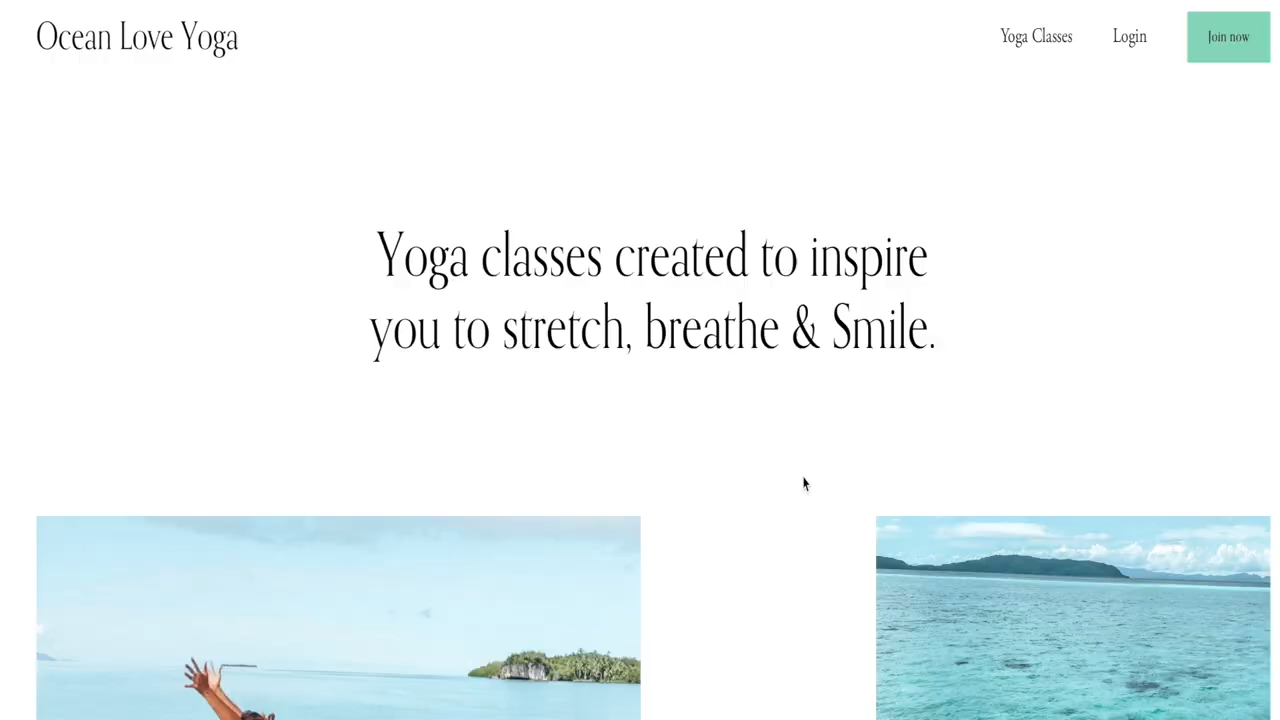 Ocean Love Yoga
Yoga Classes
Login
Join now
Yoga classes created to inspire
you to stretch, breathe & Smile.